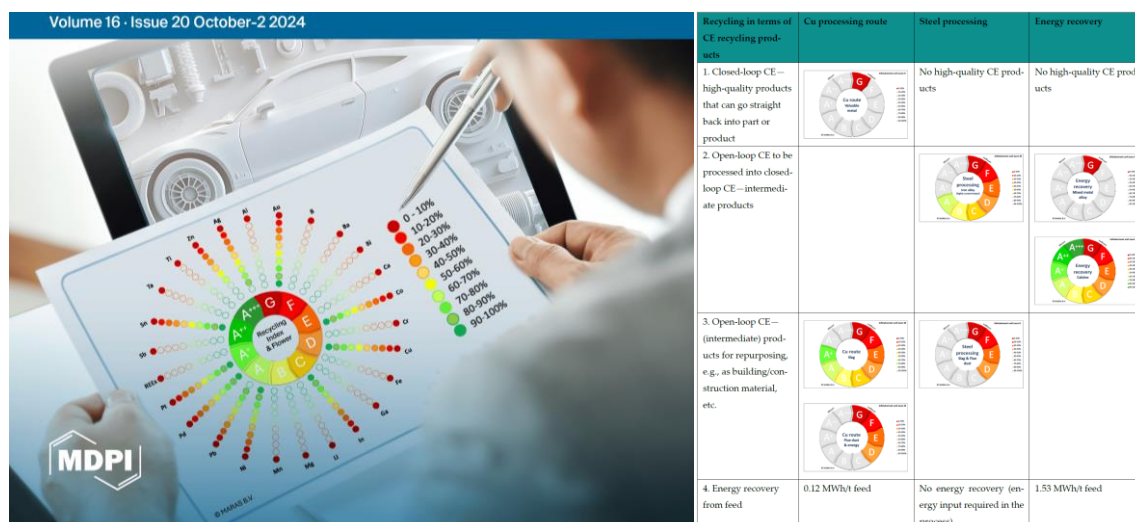 Volume 16 · Issue 20 October-2 2024
0 - 10%
10-20%
20-30%
30-40%
40-50%
50-60%
60-70%
70-80%
80-90%
90-100%
Au
B
Ba
Bi
Ca
Co
Cr
Cu
Fe
Ga
In
Li
Mg
Mn
Ni
Pb
Pd
Pt
REEs
Sb
Sn
Ta
Ti
Zn
Ag
Al
G
F
E
D
C
B
A
A+
A++
A+++
Recycling
Index
& Flower
MDPI
© MARAS B.V.
Recycling in terms of
CE recycling prod-
ucts
Cu processing route
Steel processing
Energy recovery
1. Closed-loop CE—
high-quality products
that can go straight
back into part or
product
G
Cu route
No high-quality CE prod-
ucts
No high-quality CE prod
ucts
2. Open-loop CE to be
processed into closed-
loop CE—intermedi-
ate products
Steel
processing
G
F
E
D
C
Energy
recovery
Mixed metal
alloy
G
Energy
recovery
A+++
G
F
E
D
C
3. Open-loop CE—
(intermediate) prod-
ucts for repurposing,
e.g., as building/con-
struction material,
etc.
Cu route
Slag
G
F
E
D
C
Steel
processing
Slag & Flue
dust
G
Cu route
Flue dust
& energy
G
F
E
D
4. Energy recovery
from feed
0.12 MWh/t feed
No energy recovery (en-
ergy input required in the
process)
1.53 MWh/t feed